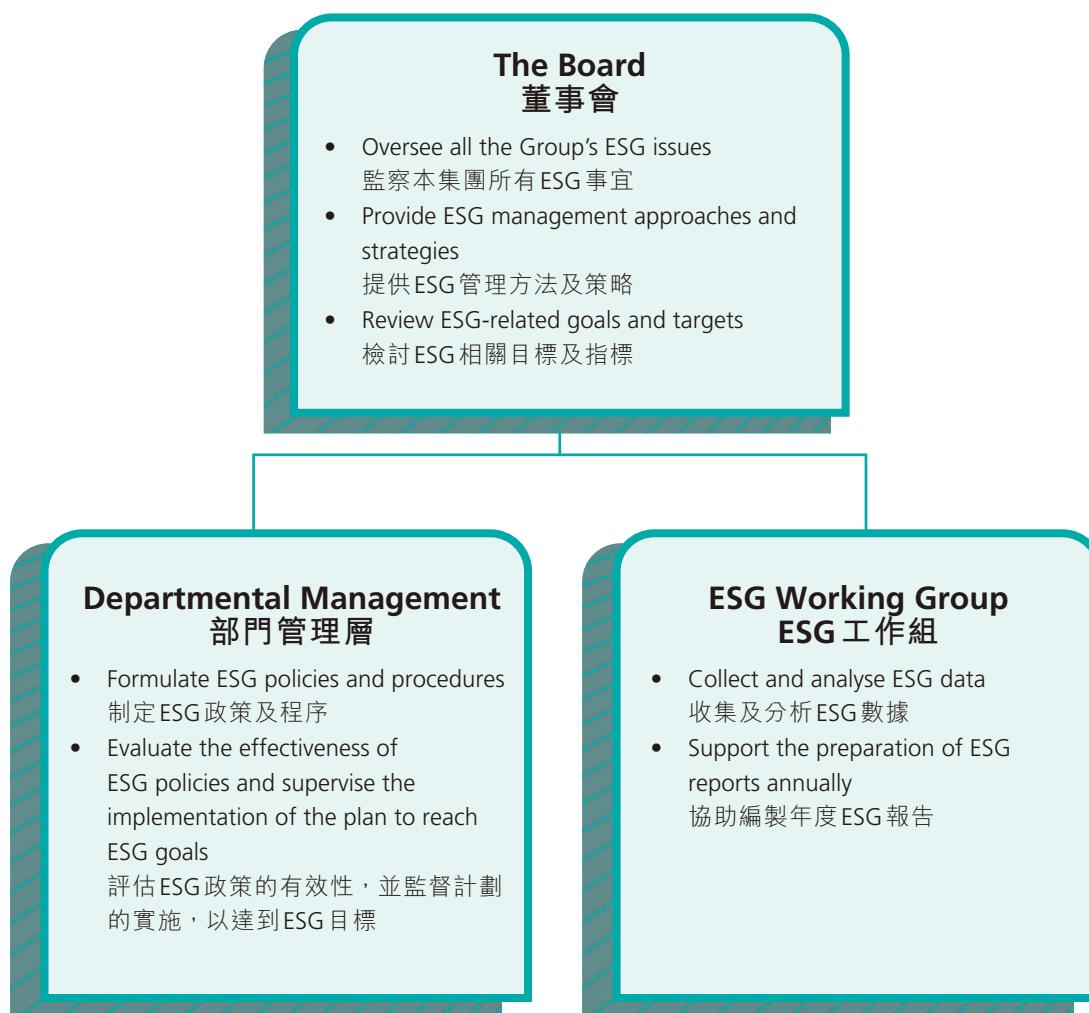 The Board
董事會
• Oversee all the Group’s ESG issues
監察本集團所有ESG事宜
• Provide ESG management approaches and
strategies
提供ESG管理方法及策略
• Review ESG-related goals and targets
檢討ESG相關目標及指標
Departmental Management
部門管理層
• Formulate ESG policies and procedures
制定ESG政策及程序
• Evaluate the effectiveness of
ESG policies and supervise the
implementation of the plan to reach
ESG goals
評估ESG政策的有效性，並監督計劃
的實施，以達到ESG目標
ESG Working Group
ESG工作組
• Collect and analyse ESG data
收集及分析ESG數據
• Support the preparation of ESG
reports annually
協助編製年度ESG報告